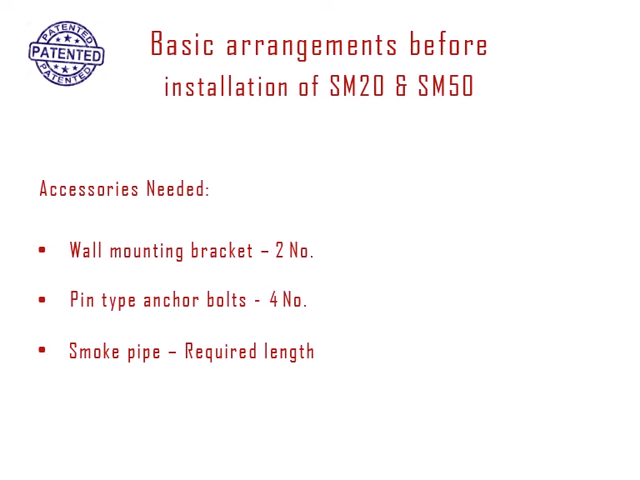 PATENTED
PATENTED
PATENTED
Basic arrangements before
installation of SM20 & SM50
Accessories Needed:
• Wall mounting bracket – 2 No.
• Pin type anchor bolts - 4 No.
• Smoke pipe – Required length